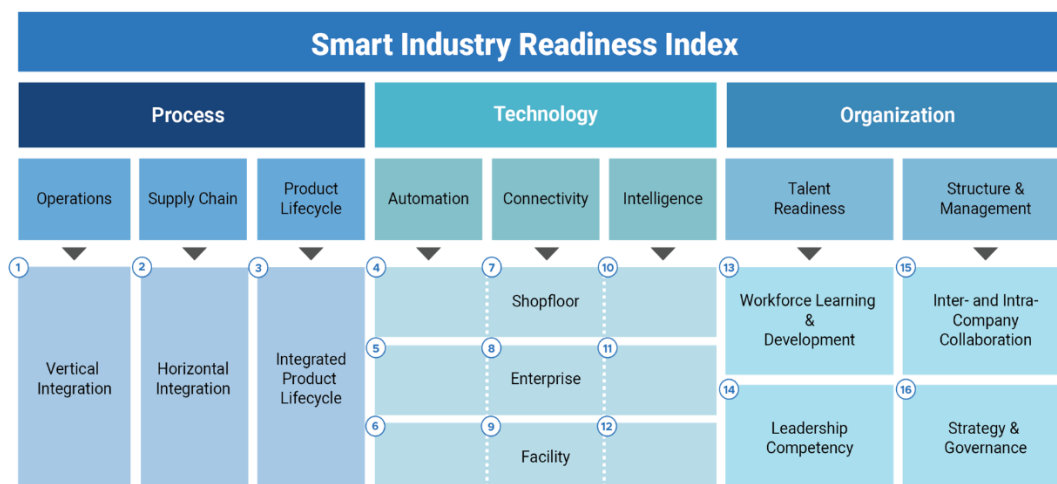 Smart Industry Readiness Index
Process
Technology
Organization
Operations
Supply Chain
Product
Lifecycle
Automation
Connectivity
Intelligence
Talent
Readiness
Structure &
Management
1
2
3
4
7
10
13
15
Vertical
Integration
Horizontal
Integration
Integrated
Product
Lifecycle
Shopfloor
5
8
11
Enterprise
6
9
12
Facility
Workforce Learning
&
Development
Inter- and Intra-
Company
Collaboration
14
16
Leadership
Competency
Strategy &
Governance